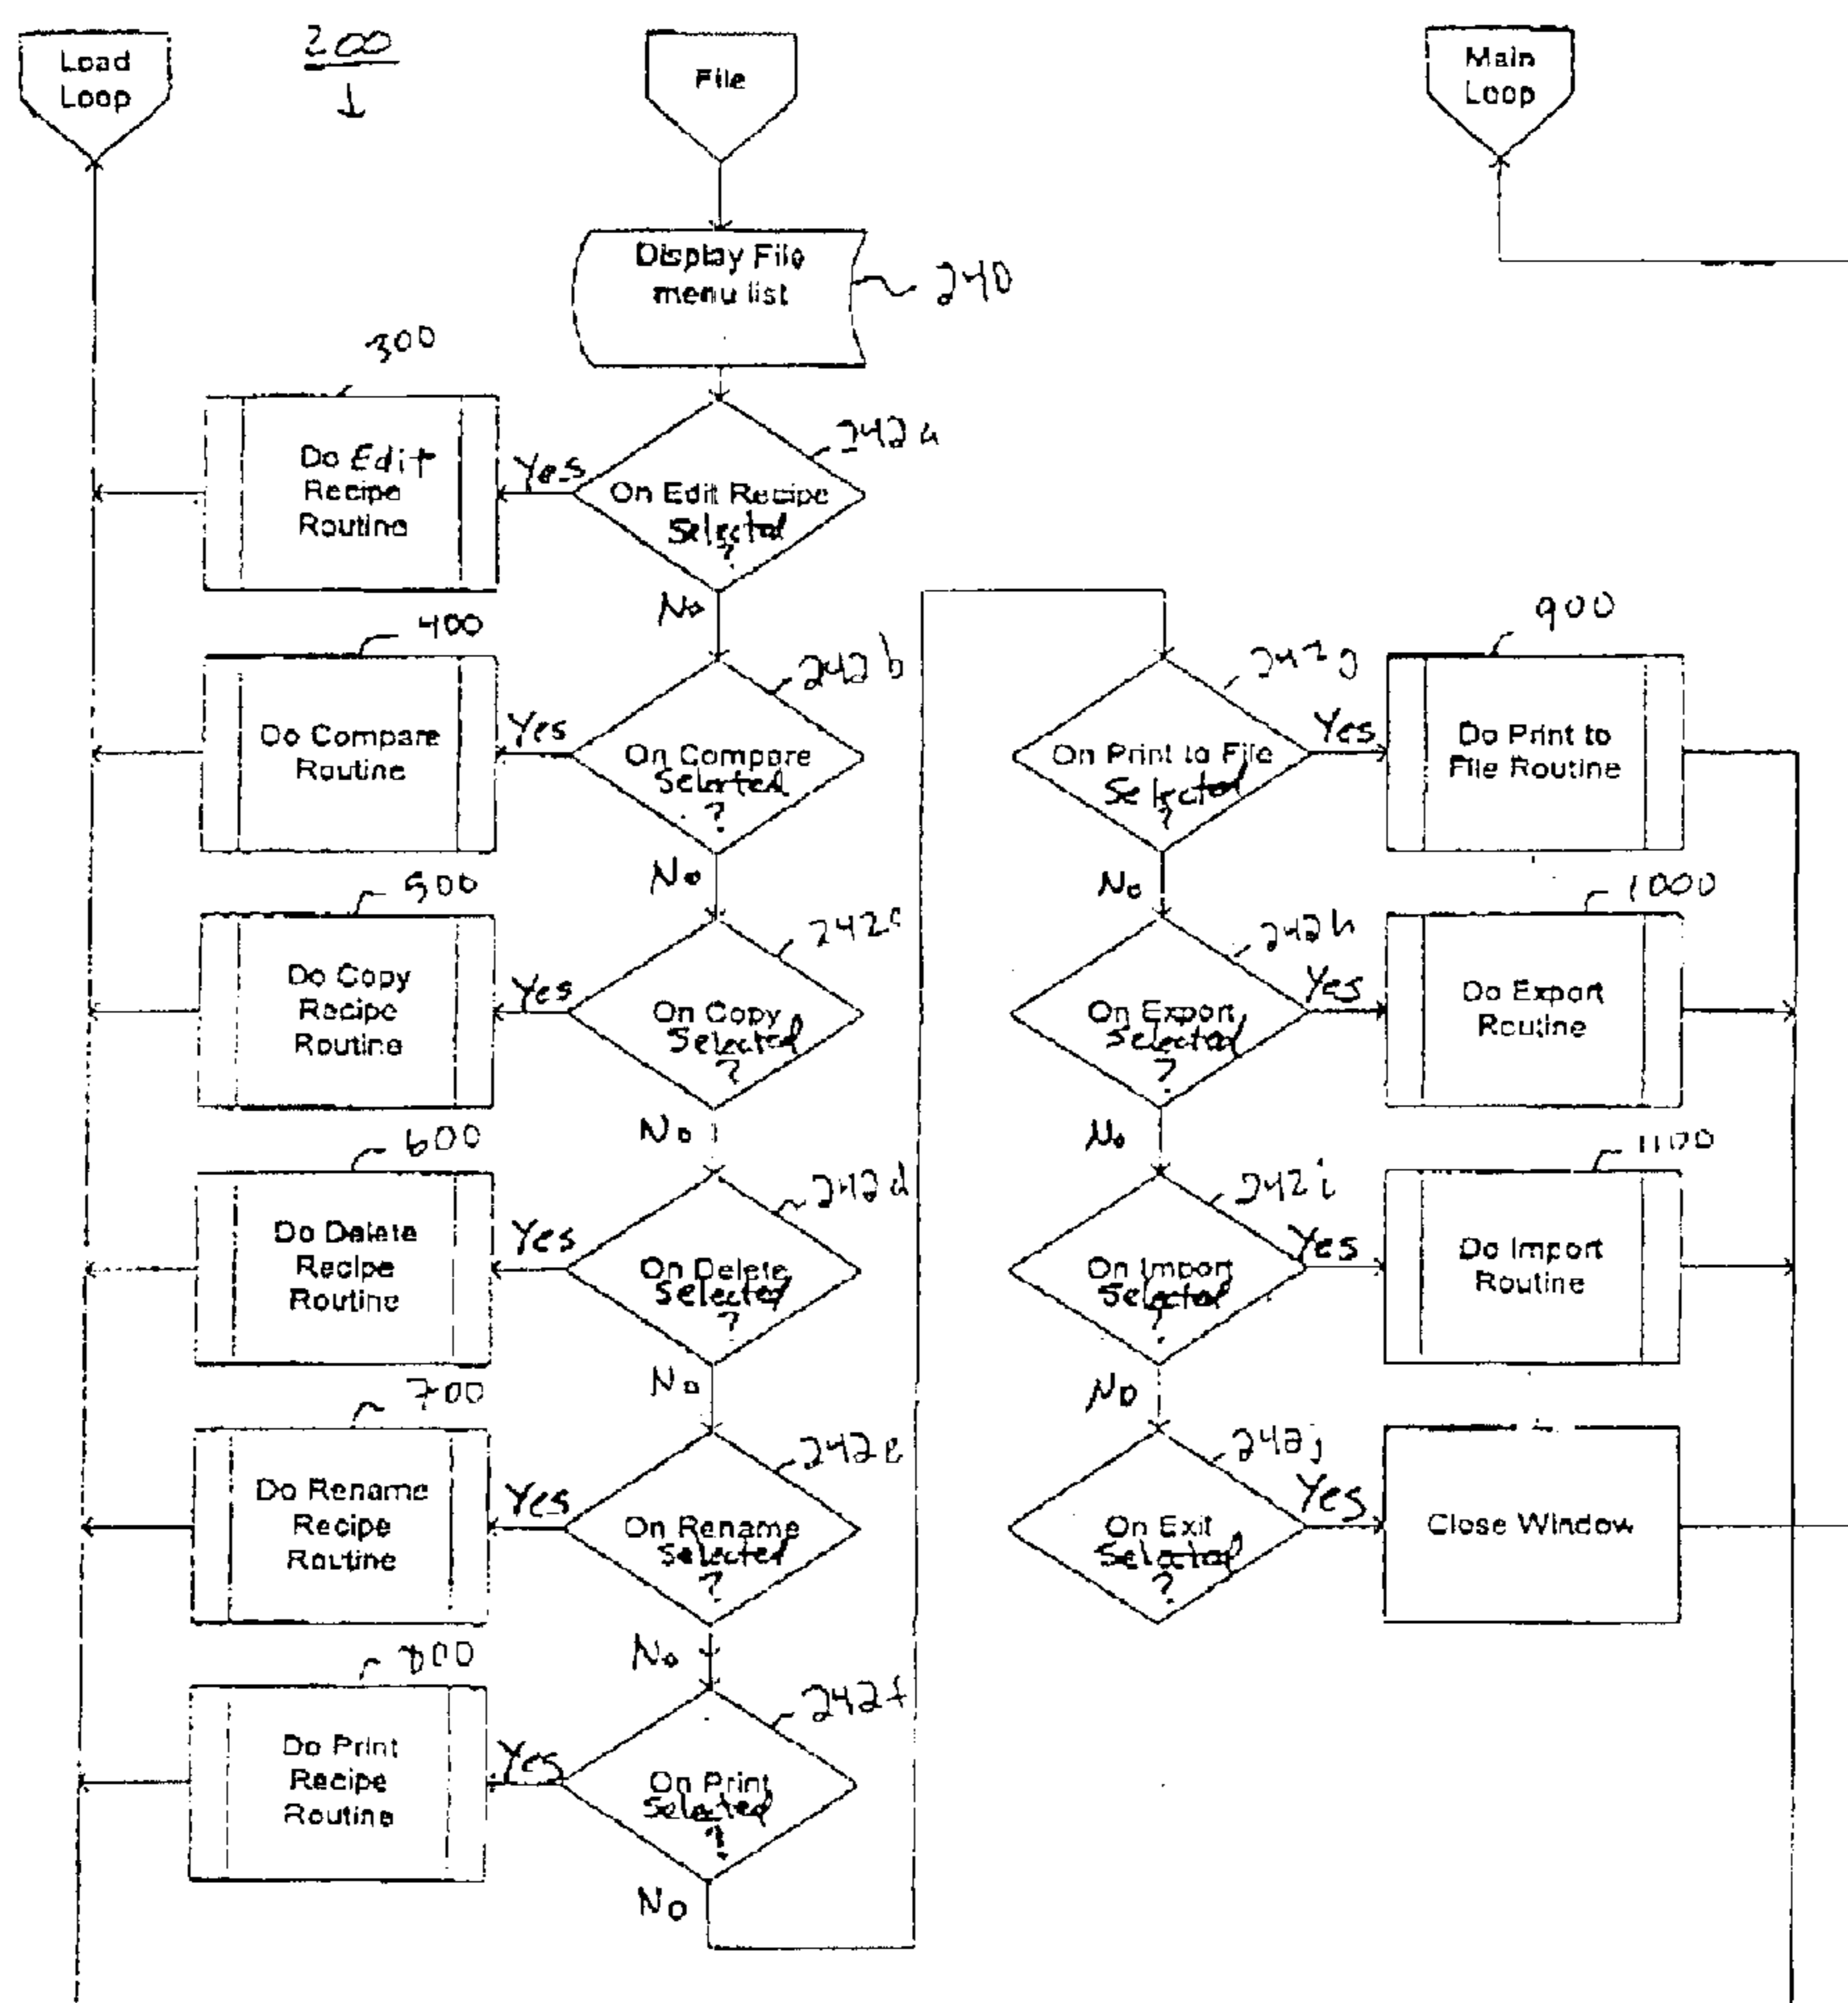 Load
Loop
200
File
Main
Loop
Display File
menu list
240
300
Do Edit
Recipe
Routine
Yes
242a
On Edit Recipe
Selected
?
No
400
Do Compare
Routine
Yes
242b
On Compare
Selected
?
No
500
Do Copy
Recipe
Routine
Yes
242c
On Copy
Selected
?
No
600
Do Delete
Recipe
Routine
Yes
242d
On Delete
Selected
?
No
700
Do Rename
Recipe
Routine
Yes
242e
On Rename
Selected
?
No
800
Do Print
Recipe
Routine
Yes
242f
On Print
Selected
?
No
242g
On Print to File
Selected
?
Yes
900
Do Print to
File Routine
No
242h
On Export
Selected
?
Yes
1000
Do Export
Routine
No
242i
On Import
Selected
?
Yes
1100
Do Import
Routine
No
242j
On Exit
Selected
?
Yes
Close Window